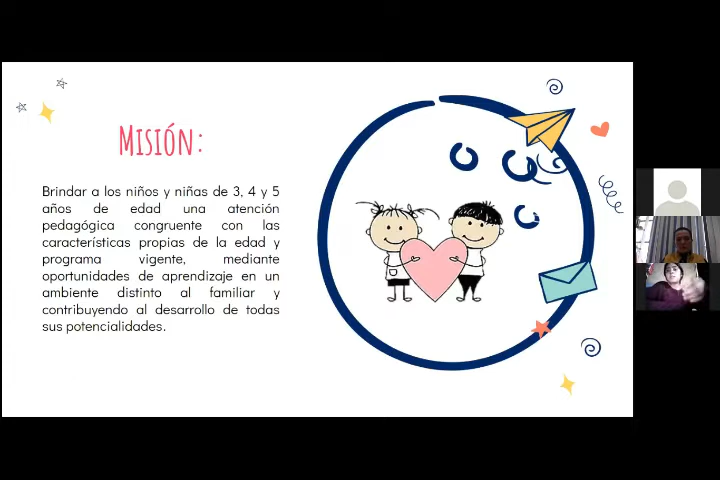 Misión:
Brindar a los niños y niñas de 3, 4 y 5
años de edad una atención
pedagógica congruente con las
características propias de la edad y
programa vigente, mediante
oportunidades de aprendizaje en un
ambiente distinto al familiar y
contribuyendo al desarrollo de todas
sus potencialidades.